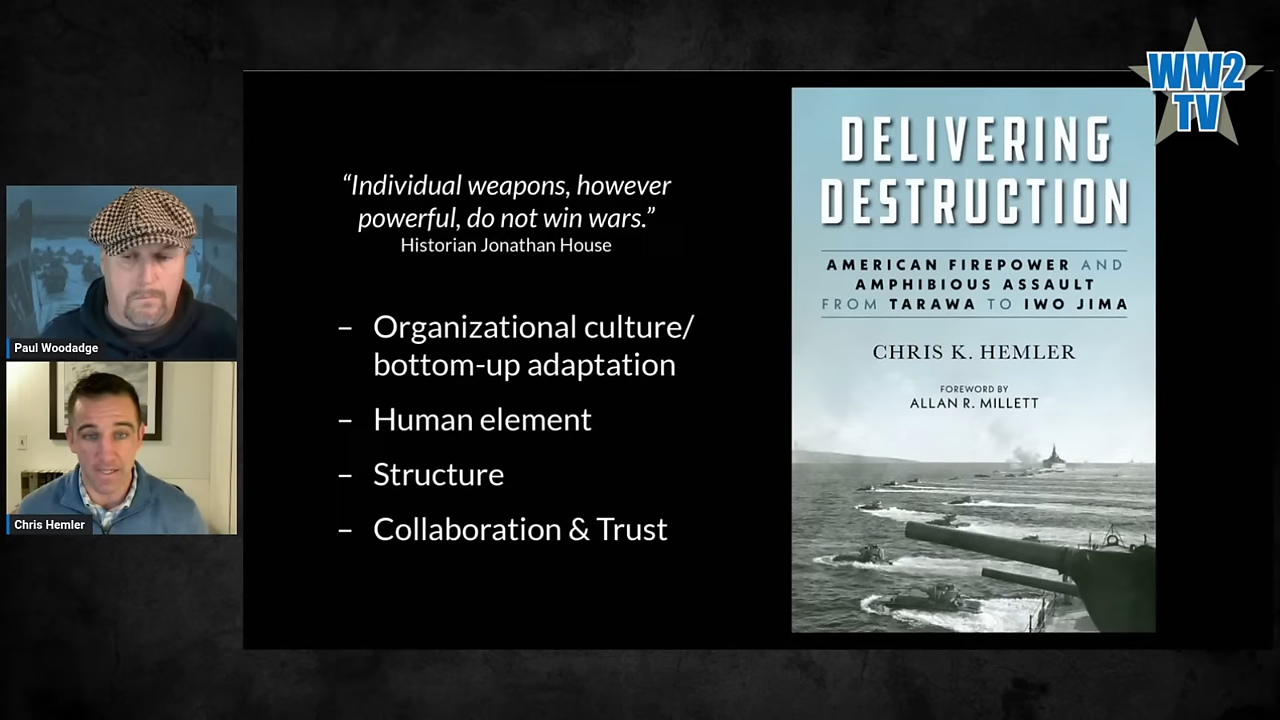 WW2
TV
“Individual weapons, however
powerful, do not win wars.”
Historian Jonathan House
– Organizational culture/
bottom-up adaptation
– Human element
– Structure
– Collaboration & Trust
DELIVERING
DESTRUCTION
AMERICAN FIREPOWER AND
AMPHIBIOUS ASSAULT
FROM TARAWA TO IWO JIMA
CHRIS K. HEMLER
FOREWORD BY
ALLAN R. MILLETT
Paul Woodadge
Chris Hemler